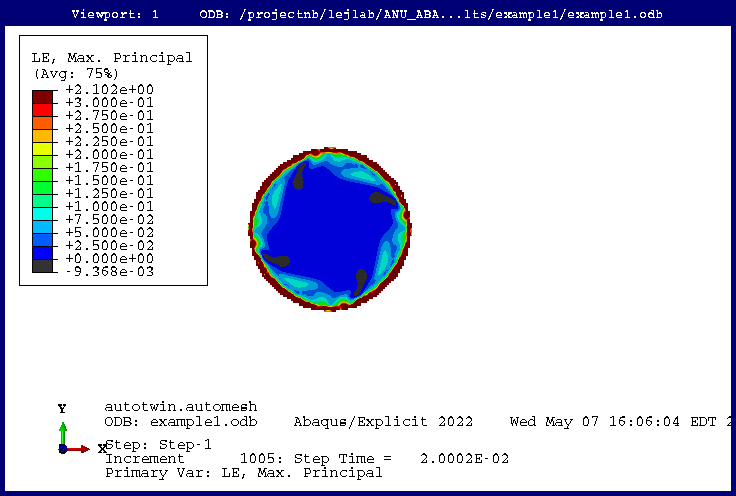 Viewport: 1 ODB: /projectnb/lejlab/ANU_ABA...lts/example1/example1.odb
LE, Max. Principal
(Avg: 75%)
+2.102e+00
+3.000e-01
+2.750e-01
+2.500e-01
+2.250e-01
+2.000e-01
+1.750e-01
+1.500e-01
+1.250e-01
+1.000e-01
+7.500e-02
+5.000e-02
+2.500e-02
+0.000e+00
-9.368e-03
autotwin.automesh
ODB: example1.odb Abaqus/Explicit 2022 Wed May 07 16:06:04 EDT 2
Y
X
Step: Step-1
Increment 1005: Step Time = 2.0002E-02
Primary Var: LE, Max. Principal